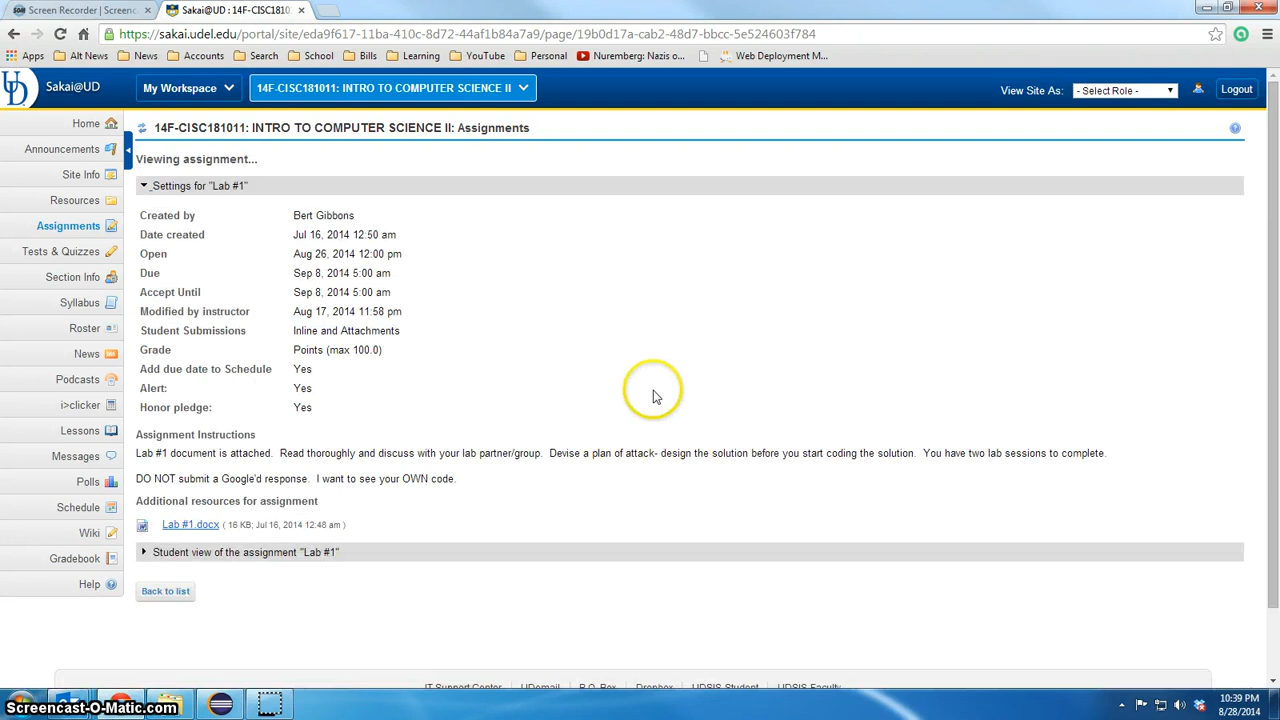 Screen Recorder | Screenc
Sakai@UD : 14F-CISC1810
https://sakai.udel.edu/portal/site/eda9f617-11ba-410c-8d72-44af1b84a7a9/page/19b0d17a-cab2-48d7-bbcc-5e524603f784
Apps Top News Accounts Search School Bills Learning YouTube Personal Nuremberg: Nazis o... Web Deployment M...
UD Sakai@UD My Workspace 14F-CISC181011: INTRO TO COMPUTER SCIENCE II View Site As: - Select Role - Logout
Home
Announcements
Site Info
Resources
Assignments
Tests & Quizzes
Section Info
Syllabus
Roster
News
Podcasts
i>clicker
Lessons
Messages
Polls
Schedule
Wiki
Gradebook
Help
14F-CISC181011: INTRO TO COMPUTER SCIENCE II: Assignments
Viewing assignment...
Settings for "Lab #1"
Created by Bert Gibbons
Date created Jul 16, 2014 12:50 am
Open Aug 26, 2014 12:00 pm
Due Sep 8, 2014 5:00 am
Accept Until Sep 8, 2014 5:00 am
Modified by instructor Aug 17, 2014 11:58 pm
Student Submissions Inline and Attachments
Grade Points (max 100.0)
Add due date to Schedule Yes
Alert: Yes
Honor pledge: Yes
Assignment Instructions
Lab #1 document is attached. Read thoroughly and discuss with your lab partner/group. Devise a plan of attack- design the solution before you start coding the solution. You have two lab sessions to complete.
DO NOT submit a Google'd response. I want to see your OWN code.
Additional resources for assignment
Lab #1.docx ( 16 KB; Jul 16, 2014 12:48 am )
Student view of the assignment "Lab #1"
Back to list
IT Support Center UDemail P.O. Box Dropbox UDSIS Student UDSIS Faculty
Screencast-O-Matic.com
10:39 PM
8/28/2014